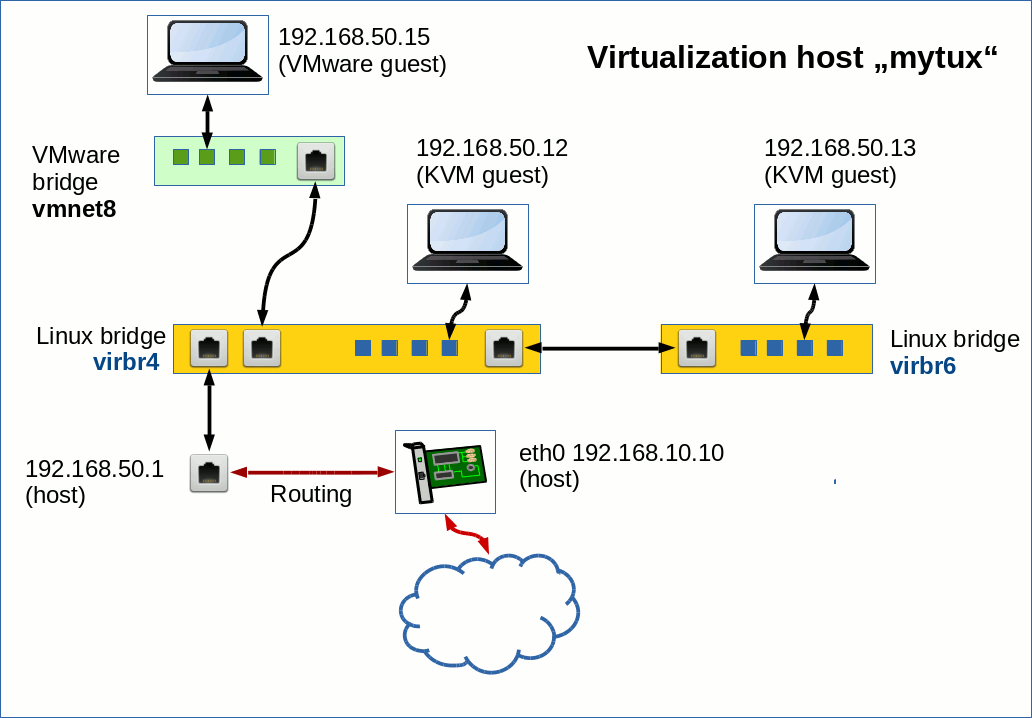 192.168.50.15
(VMware guest)
Virtualization host „mytux“
VMware
bridge
vmnet8
192.168.50.12
(KVM guest)
192.168.50.13
(KVM guest)
Linux bridge
virbr4
Linux bridge
virbr6
192.168.50.1
(host)
Routing
eth0 192.168.10.10
(host)